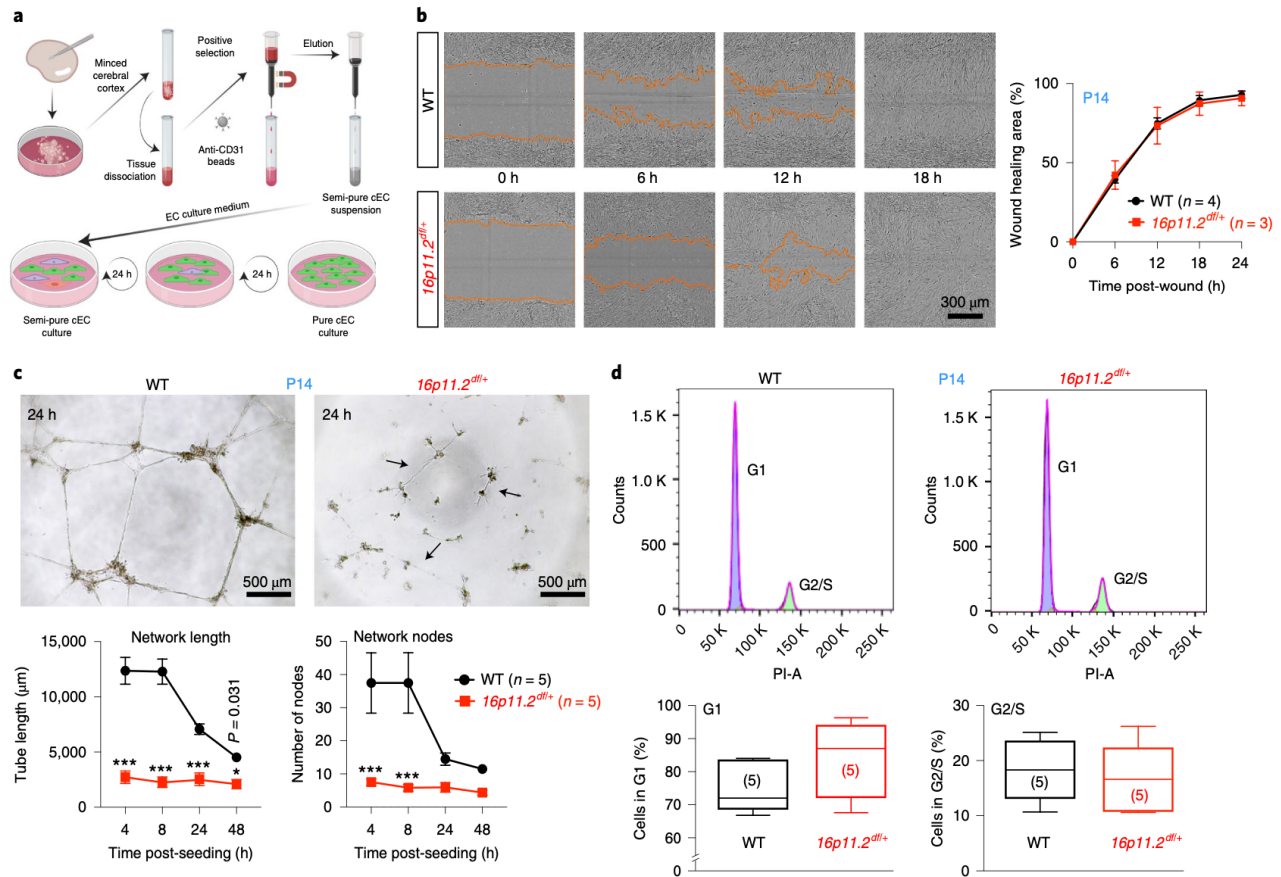 a
Minced
cerebral
cortex
Positive
selection
Elution
Tissue
dissociation
Anti-CD31
beads
Semi-pure cEC
suspension
EC culture medium
24 h
24 h
Semi-pure cEC
culture
Pure cEC
culture
b
WT
0 h
6 h
12 h
18 h
16p11.2df/+
300 μm
Wound healing area (%)
100
50
0
P14
WT (n = 4)
16p11.2df/+ (n = 3)
0 6 12 18 24
Time post-wound (h)
c
WT
P14
16p11.2df/+
24 h
500 μm
24 h
500 μm
Network length
Tube length (μm)
15,000
10,000
5,000
0
***
***
***
*
P = 0.031
4 8 24 48
Time post-seeding (h)
Network nodes
Number of nodes
50
40
30
20
10
0
***
***
WT (n = 5)
16p11.2df/+ (n = 5)
4 8 24 48
Time post-seeding (h)
d
WT
P14
16p11.2df/+
Counts
1.5 K
1.0 K
500
0
G1
G2/S
0 50 K 100 K 150 K 200 K 250 K
PI-A
Counts
1.5 K
1.0 K
500
0
G1
G2/S
0 50 K 100 K 150 K 200 K 250 K
PI-A
G1
Cells in G1 (%)
100
90
80
70
60
0
(5)
(5)
WT
16p11.2df/+
G2/S
Cells in G2/S (%)
30
20
10
0
(5)
(5)
WT
16p11.2df/+